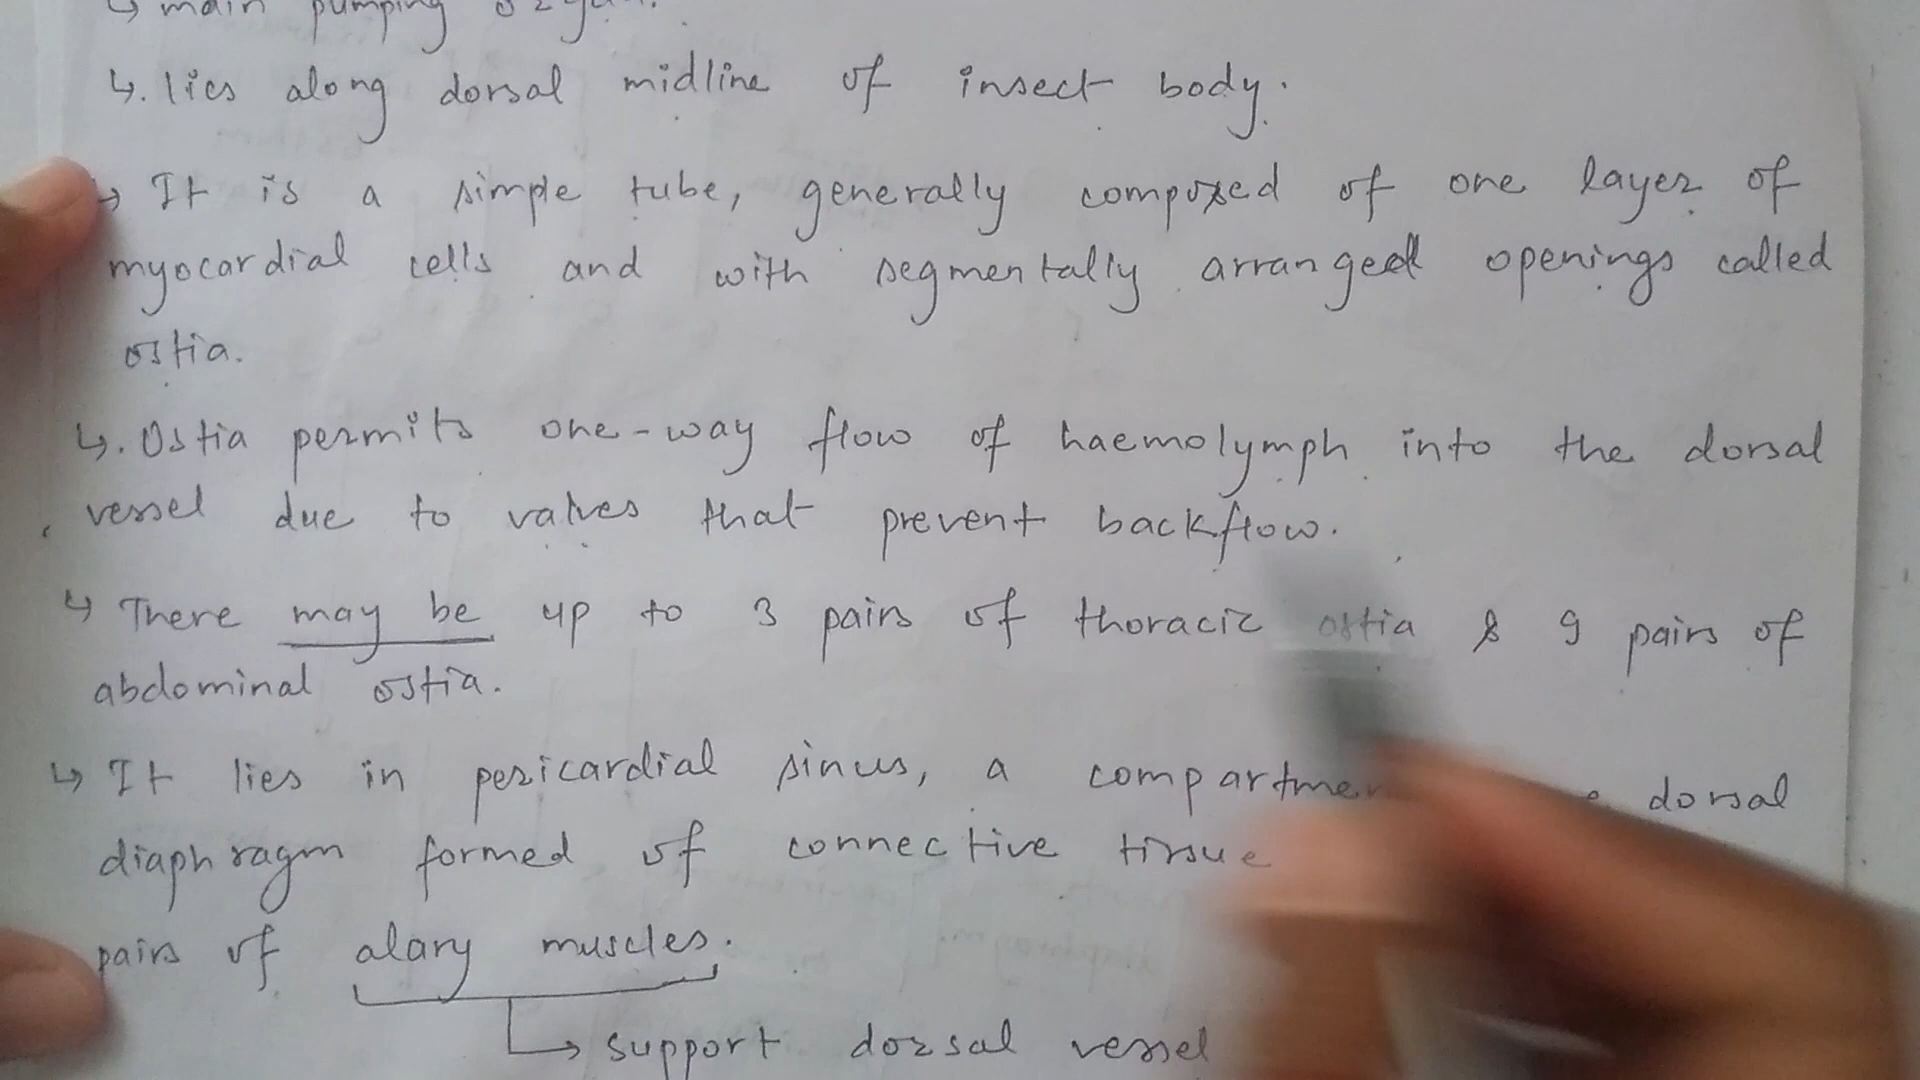 ↳ main pumping organ.
↳. lies along dorsal midline of insect body.
↳ It is a simple tube, generally composed of one layer of
myocardial cells and with segmentally arranged openings called
ostia.
↳. Ostia permits one-way flow of haemolymph into the dorsal
vessel due to valves that prevent backflow.
↳ There may be up to 3 pairs of thoracic ostia & 9 pairs of
abdominal ostia.
↳ It lies in pericardial sinus, a dorsal
diaphragm formed of connective tissue
pairs of alary muscles.
↳ support dorsal vessel